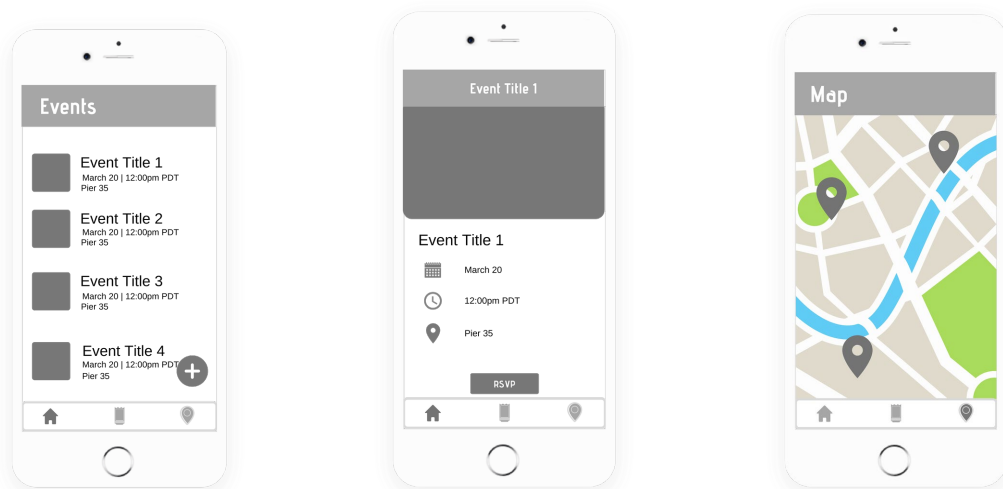 Events
Event Title 1
March 20 | 12:00pm PDT
Pier 35
Event Title 2
March 20 | 12:00pm PDT
Pier 35
Event Title 3
March 20 | 12:00pm PDT
Pier 35
Event Title 4
March 20 | 12:00pm PDT
Pier 35
Event Title 1
Event Title 1
March 20
12:00pm PDT
Pier 35
RSVP
Map